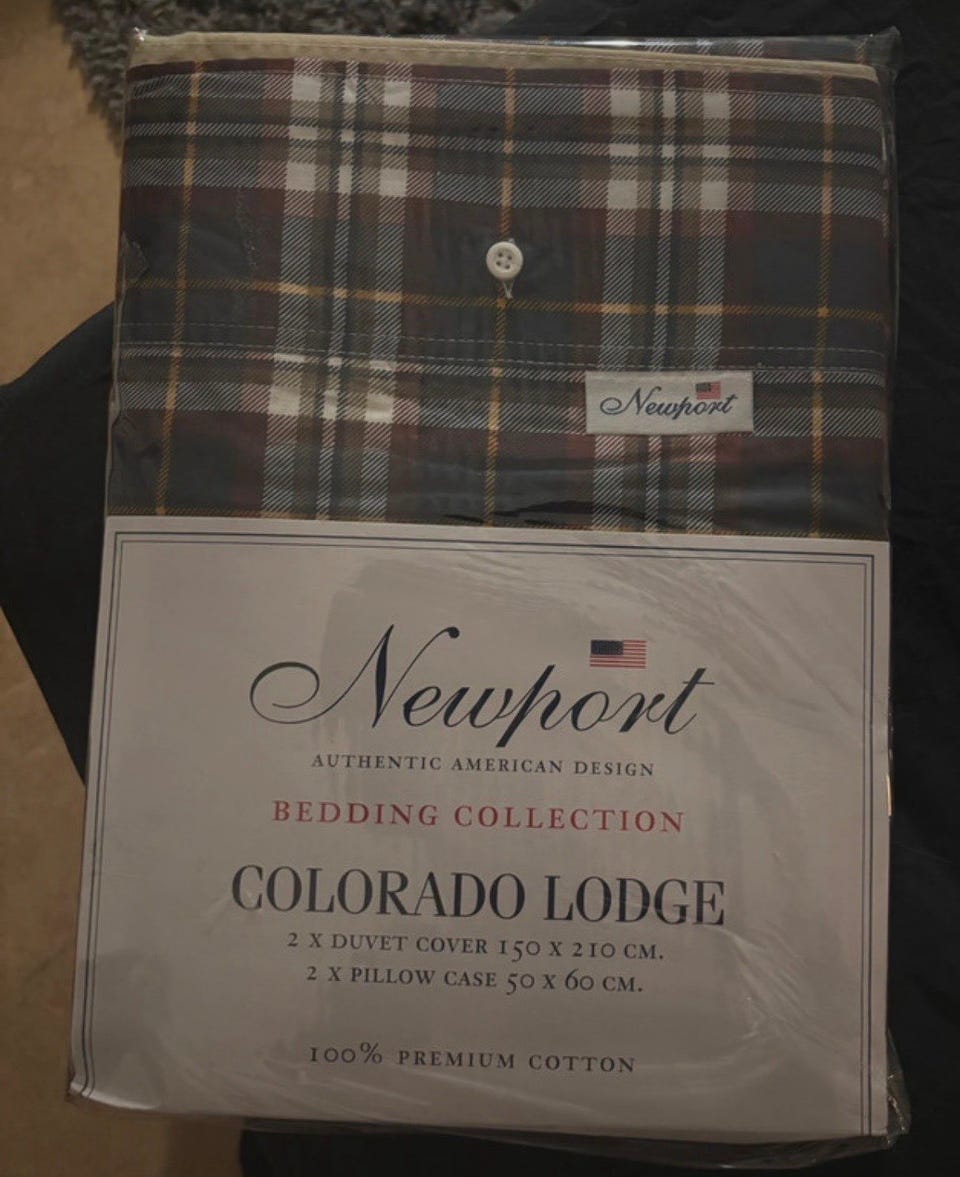 Newport
Newport
AUTHENTIC AMERICAN DESIGN
BEDDING COLLECTION
COLORADO LODGE
2 X DUVET COVER 150 X 210 CM.
2 X PILLOW CASE 50 X 60 CM.
100% PREMIUM COTTON